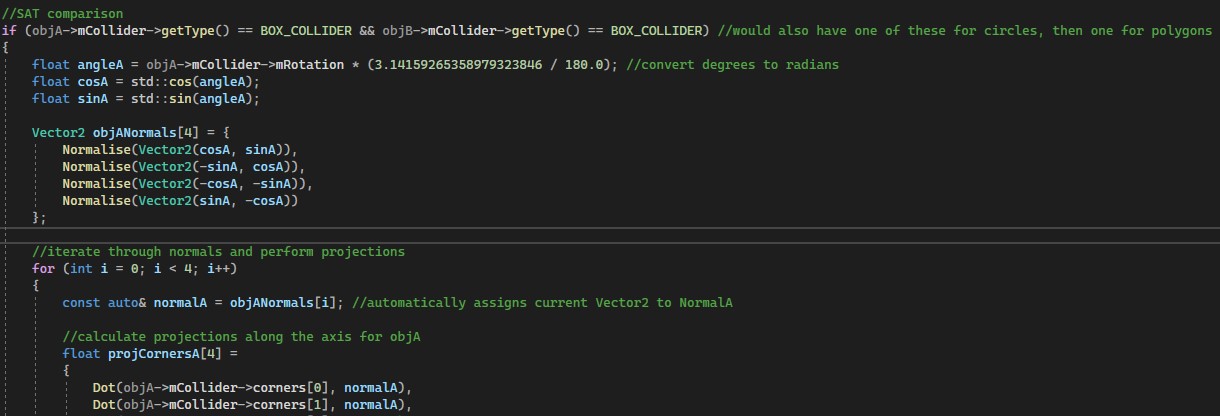 //SAT comparison
if (objA->mCollider->getType() == BOX_COLLIDER && objB->mCollider->getType() == BOX_COLLIDER) //would also have one of these for circles, then one for polygons
{
float angleA = objA->mCollider->mRotation * (3.14159265358979323846 / 180.0); //convert degrees to radians
float cosA = std::cos(angleA);
float sinA = std::sin(angleA);
Vector2 objANormals[4] = {
Normalise(Vector2(cosA, sinA)),
Normalise(Vector2(-sinA, cosA)),
Normalise(Vector2(-cosA, -sinA)),
Normalise(Vector2(sinA, -cosA))
};
//iterate through normals and perform projections
for (int i = 0; i < 4; i++)
{
const auto& normalA = objANormals[i]; //automatically assigns current Vector2 to NormalA
//calculate projections along the axis for objA
float projCornersA[4] =
{
Dot(objA->mCollider->corners[0], normalA),
Dot(objA->mCollider->corners[1], normalA),